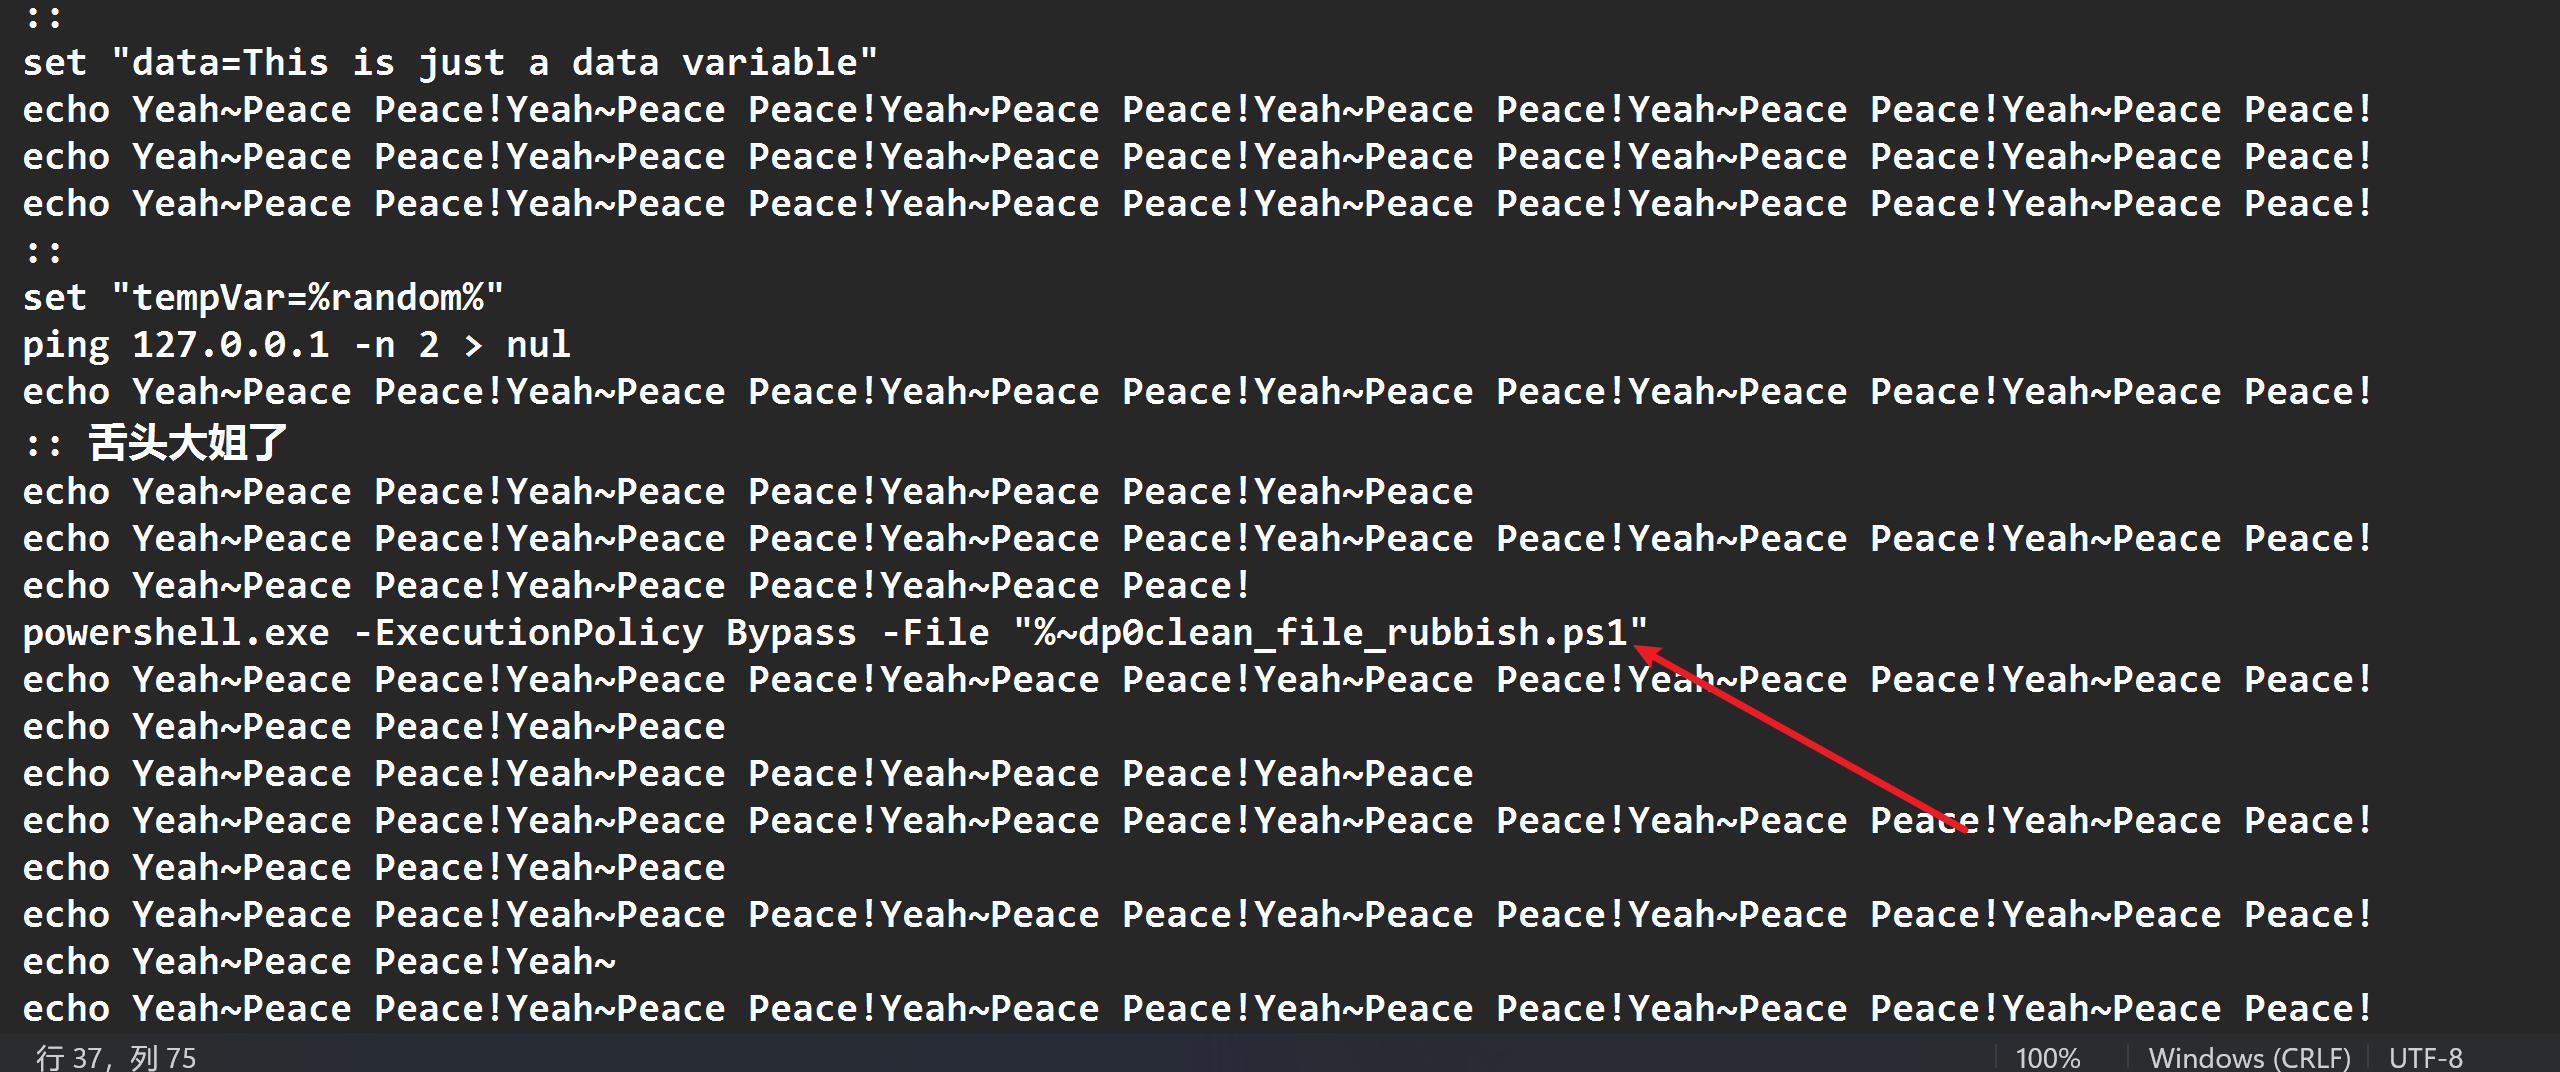 ::
set "data=This is just a data variable"
echo Yeah~Peace Peace!Yeah~Peace Peace!Yeah~Peace Peace!Yeah~Peace Peace!Yeah~Peace Peace!Yeah~Peace Peace!
echo Yeah~Peace Peace!Yeah~Peace Peace!Yeah~Peace Peace!Yeah~Peace Peace!Yeah~Peace Peace!Yeah~Peace Peace!
echo Yeah~Peace Peace!Yeah~Peace Peace!Yeah~Peace Peace!Yeah~Peace Peace!Yeah~Peace Peace!Yeah~Peace Peace!
::
set "tempVar=%random%"
ping 127.0.0.1 -n 2 > nul
echo Yeah~Peace Peace!Yeah~Peace Peace!Yeah~Peace Peace!Yeah~Peace Peace!Yeah~Peace Peace!Yeah~Peace Peace!
:: 舌头大姐了
echo Yeah~Peace Peace!Yeah~Peace Peace!Yeah~Peace Peace!Yeah~Peace
echo Yeah~Peace Peace!Yeah~Peace Peace!Yeah~Peace Peace!Yeah~Peace Peace!Yeah~Peace Peace!Yeah~Peace Peace!
echo Yeah~Peace Peace!Yeah~Peace Peace!Yeah~Peace Peace!
powershell.exe -ExecutionPolicy Bypass -File "%~dp0clean_file_rubbish.ps1"
echo Yeah~Peace Peace!Yeah~Peace Peace!Yeah~Peace Peace!Yeah~Peace Peace!Yeah~Peace Peace!Yeah~Peace Peace!
echo Yeah~Peace Peace!Yeah~Peace
echo Yeah~Peace Peace!Yeah~Peace Peace!Yeah~Peace Peace!Yeah~Peace
echo Yeah~Peace Peace!Yeah~Peace Peace!Yeah~Peace Peace!Yeah~Peace Peace!Yeah~Peace Peace!Yeah~Peace Peace!
echo Yeah~Peace Peace!Yeah~Peace
echo Yeah~Peace Peace!Yeah~Peace Peace!Yeah~Peace Peace!Yeah~Peace Peace!Yeah~Peace Peace!Yeah~Peace Peace!
echo Yeah~Peace Peace!Yeah~
echo Yeah~Peace Peace!Yeah~Peace Peace!Yeah~Peace Peace!Yeah~Peace Peace!Yeah~Peace Peace!Yeah~Peace Peace!
行 37，列 75 100% Windows (CRLF) UTF-8